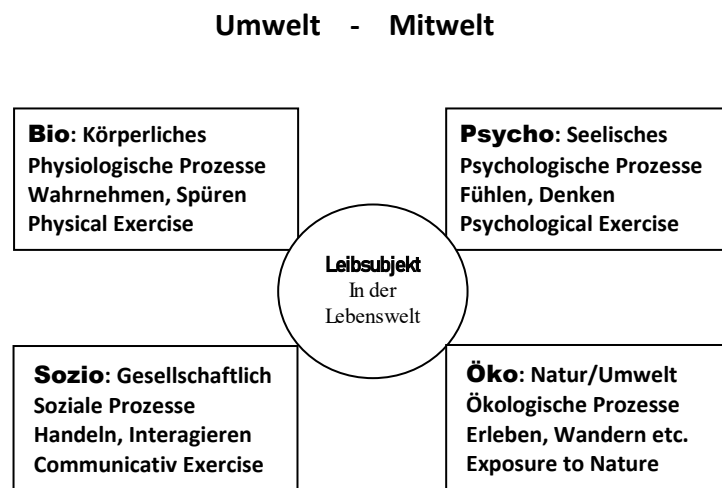 Umwelt - Mitwelt
Bio: Körperliches
Physiologische Prozesse
Wahrnehmen, Spüren
Physical Exercise
Psycho: Seelisches
Psychologische Prozesse
Fühlen, Denken
Psychological Exercise
Leibsubjekt
In der
Lebenswelt
Sozio: Gesellschaftlich
Soziale Prozesse
Handeln, Interagieren
Communicativ Exercise
Öko: Natur/Umwelt
Ökologische Prozesse
Erleben, Wandern etc.
Exposure to Nature